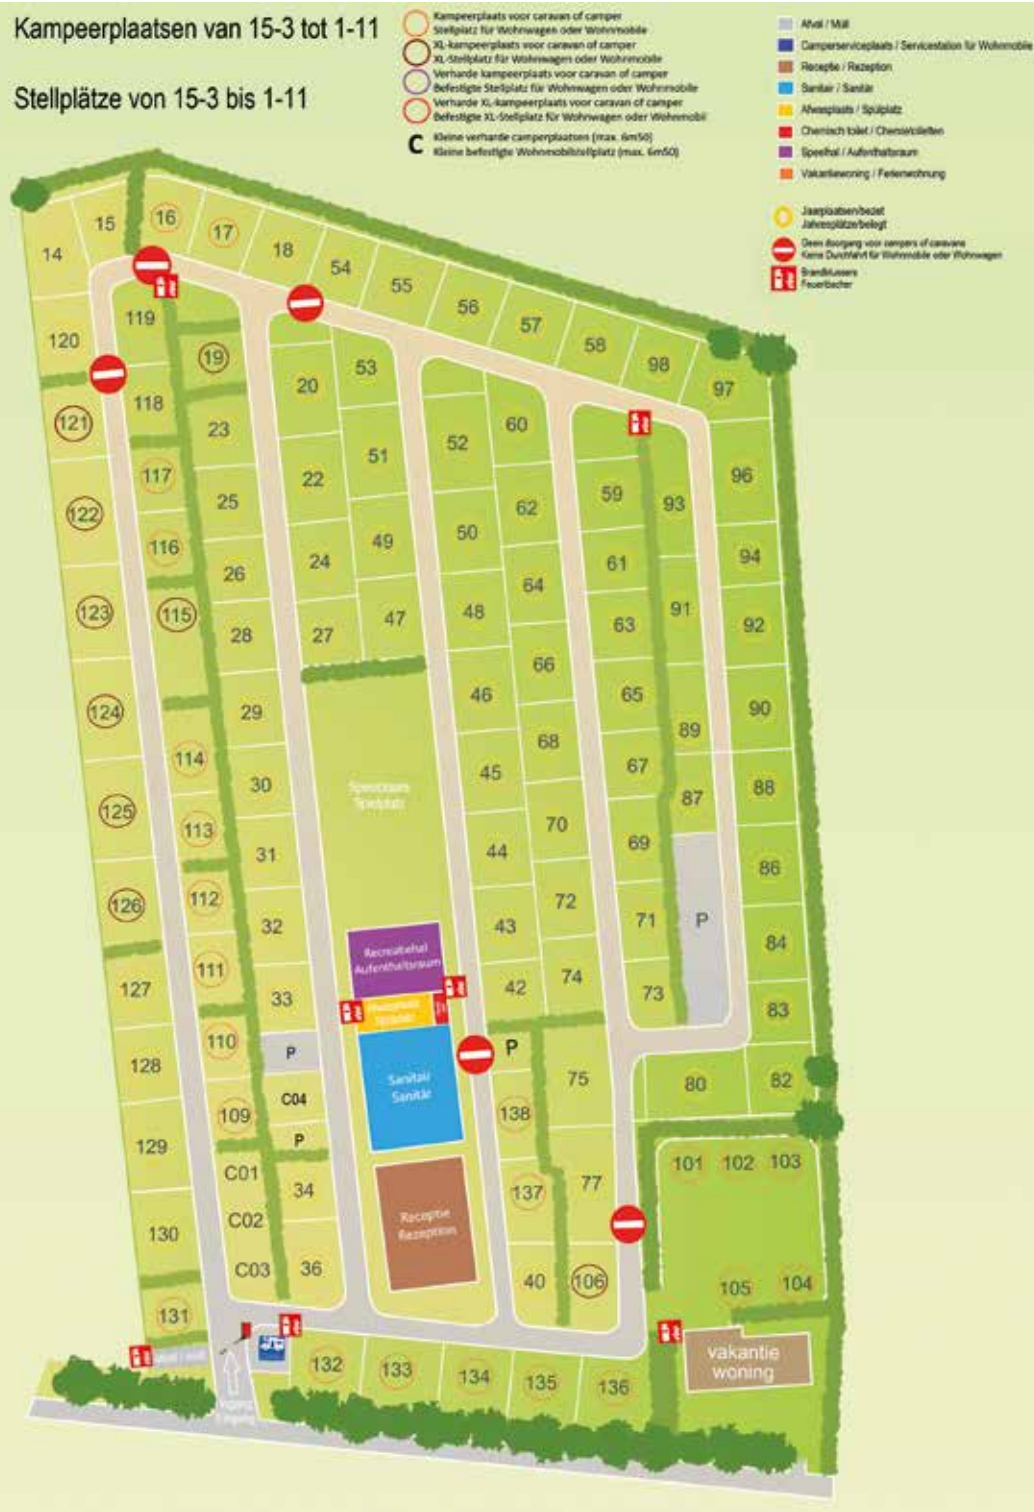 Kampeerplaatsen van 15-3 tot 1-11
Stellplätze von 15-3 bis 1-11
Kampeerplaats voor caravan of camper
Stellplatz für Wohnwagen oder Wohnmobile
XL-kampeerplaats voor caravan of camper
XL-Stellplatz für Wohnwagen oder Wohnmobile
Verharde kampeerplaats voor caravan of camper
Befestigte Stellplatz für Wohnwagen oder Wohnmobile
Verharde XL-kampeerplaats voor caravan of camper
Befestigte XL-Stellplatz für Wohnwagen oder Wohnmobil
C Kleine verharde camperplaatsen (max. 6m50)
Kleine befestigte Wohnmobilstellplatz (max. 6m50)
Afval / Müll
Camperserviceplaats / Servicestation für Wohnmobile
Receptie / Rezeption
Sanitair / Sanitär
Afwasplaats / Spülplatz
Chemisch toilet / Chemietoiletten
Speelhal / Aufenthaltsraum
Vakantiewoning / Ferienwohnung
Jaarplaatsen/bezet
Jahresplätze/belegt
Geen doorgang voor campers of caravans
Keine Durchfahrt für Wohnmobile oder Wohnwagen
Brandblussers
Feuerlöscher
14
15
16
17
18
54
55
56
57
58
98
97
120
119
19
20
53
52
60
59
93
96
121
118
23
22
51
50
62
61
94
122
117
25
24
49
48
64
63
91
92
123
116
26
27
47
46
66
65
89
90
124
115
28
29
45
68
67
87
88
125
114
30
44
70
69
86
126
113
31
43
72
71
P
84
127
112
32
42
74
73
83
128
111
33
P
75
80
82
129
110
P
138
77
101
102
103
130
109
C04
P
137
105
104
131
C01
34
40
106
C02
C03
36
132
133
134
135
136
Speelplaats
Spielplatz
Recreatiehal
Aufenthaltsraum
Sanitair
Sanitär
Receptie
Rezeption
vakantie
woning